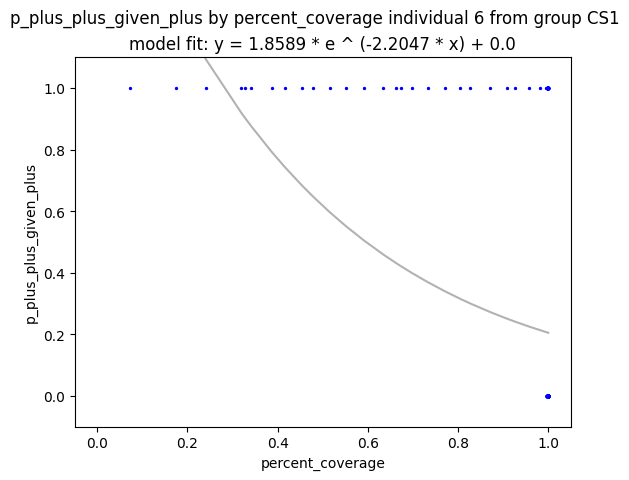 p_plus_plus_given_plus by percent_coverage individual 6 from group CS1
model fit: y = 1.8589 * e ^ (-2.2047 * x) + 0.0
1.0
0.8
0.6
0.4
0.2
0.0
p_plus_plus_given_plus
0.0 0.2 0.4 0.6 0.8 1.0
percent_coverage